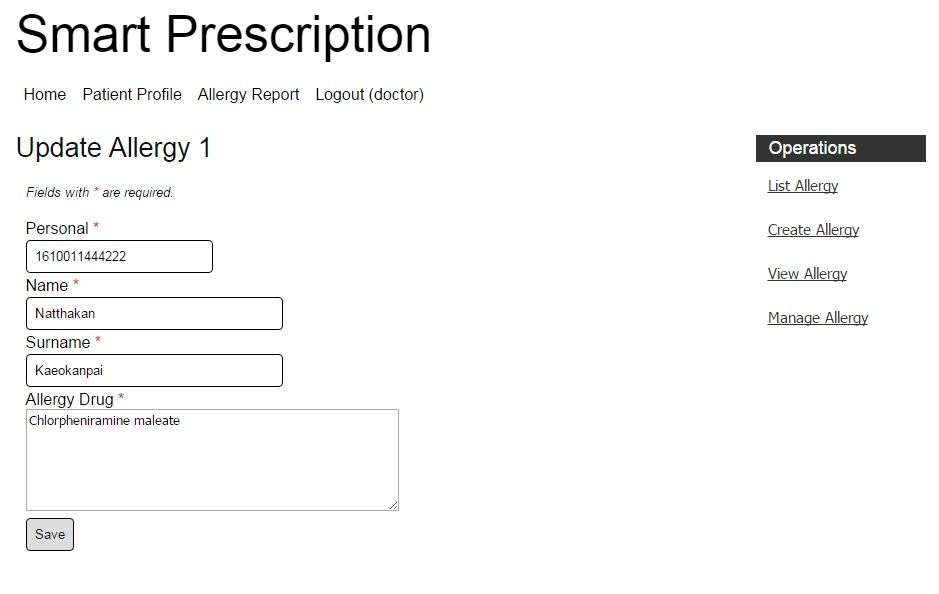 Smart Prescription
Home Patient Profile Allergy Report Logout (doctor)
Update Allergy 1
Fields with * are required.
Personal *
1610011444222
Name *
Natthakan
Surname *
Kaeokanpai
Allergy Drug *
Chlorpheniramine maleate
Save
Operations
List Allergy
Create Allergy
View Allergy
Manage Allergy